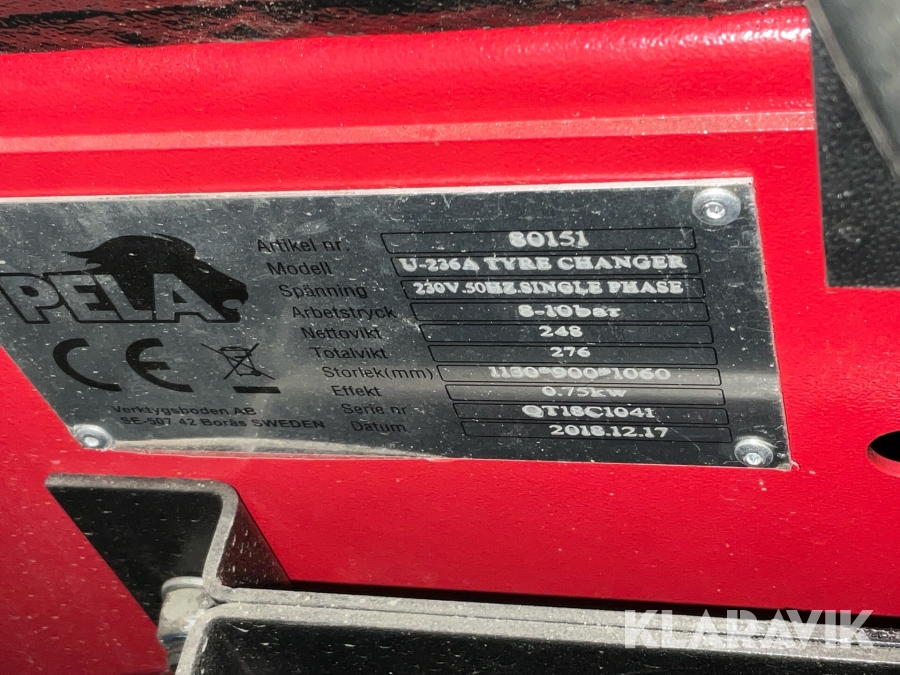 PELA
CE
Artikel nr. 80151
Modell U-236A TYRE CHANGER
Spänning 230V.50HZ.SINGLE PHASE
Arbetstryck 8-10bar
Nettovikt 248
Totalvikt 276
Storlek(mm) 1180*900*1060
Effekt 0.75kw
Serie nr QT18C1041
Datum 2018.12.17
Verktygsboden AB
SE-507 42 Borås SWEDEN
KLARAVIK